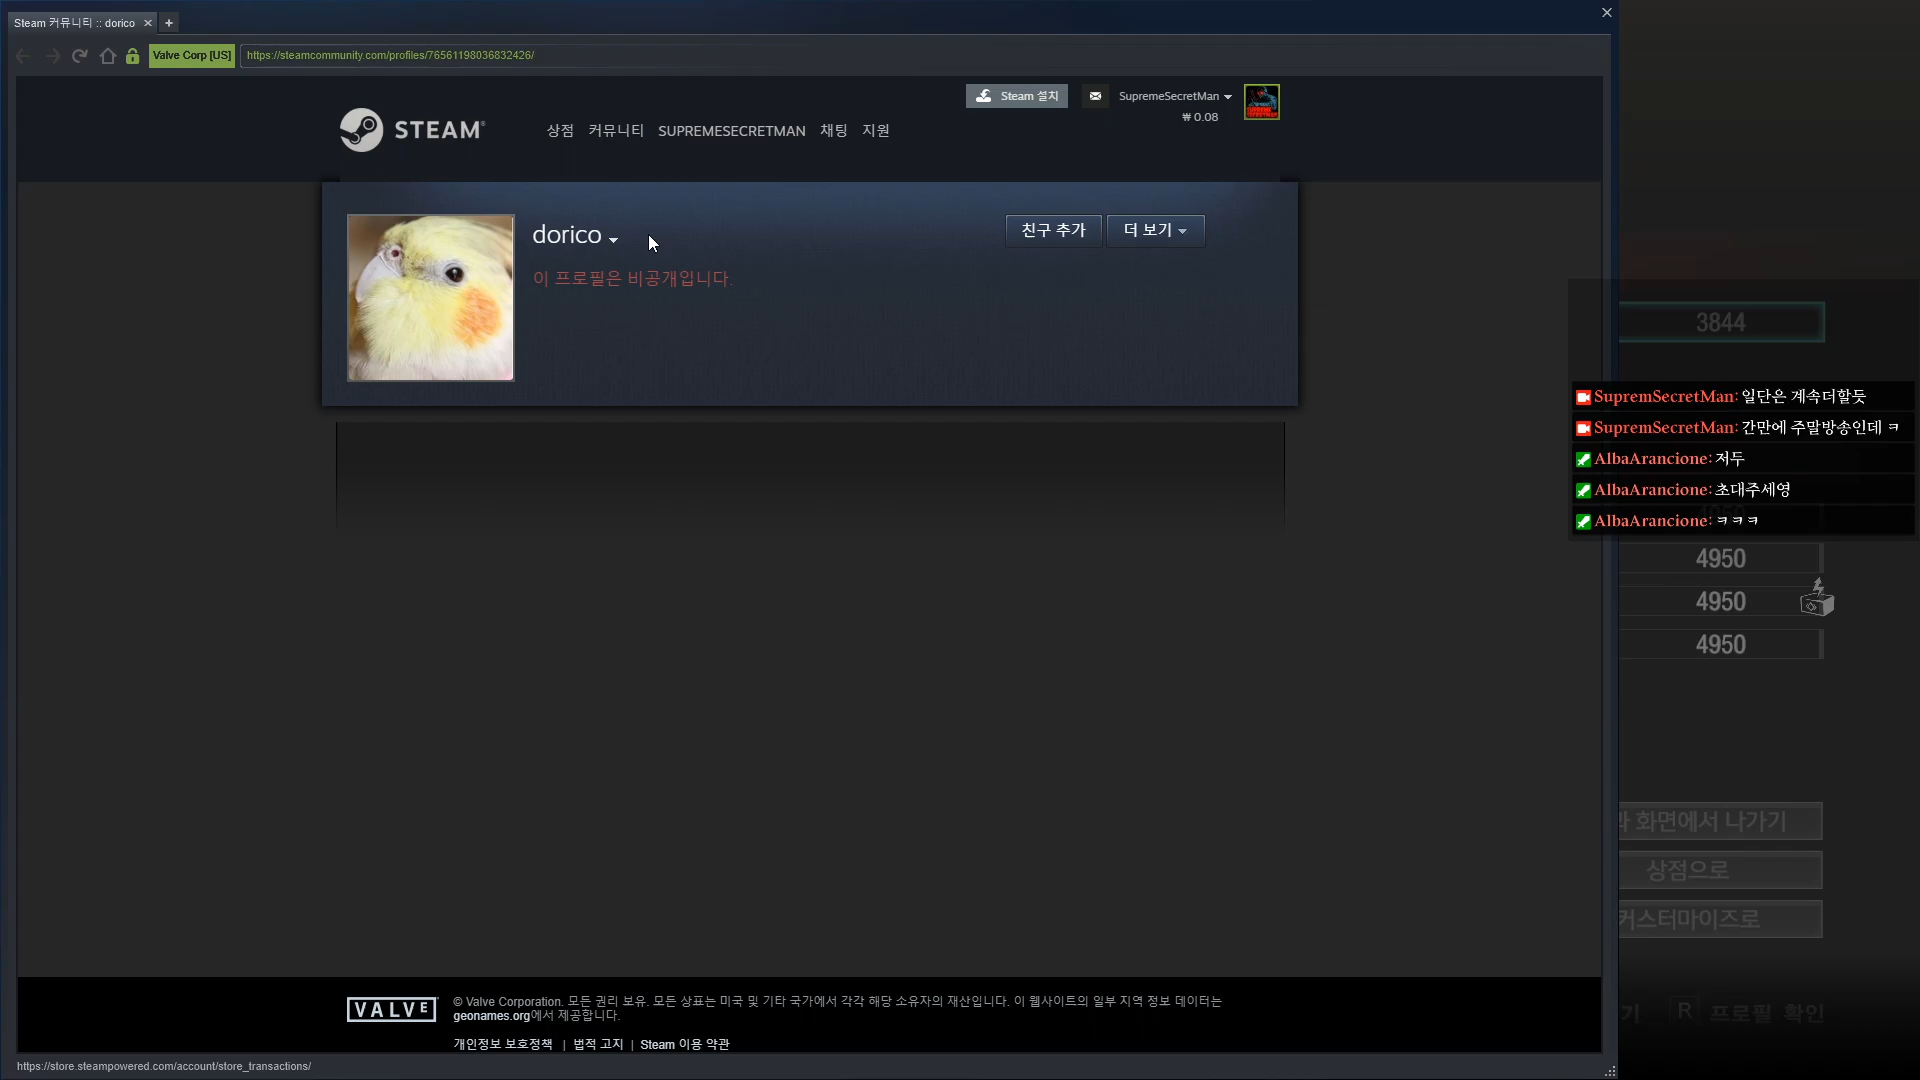 Steam 커뮤니티 :: dorico
Valve Corp [US]
https://steamcommunity.com/profiles/76561198036832426/
Steam 설치
SupremeSecretMan
₩ 0.08
STEAM
상점 커뮤니티 SUPREMESECRETMAN 채팅 지원
dorico
친구 추가
더 보기
이 프로필은 비공개입니다.
3844
SupremSecretMan: 일단은 계속더할듯
SupremSecretMan: 간만에 주말방송인데 ㅋ
AlbaArancione: 저두
AlbaArancione: 초대주세영
AlbaArancione: ㅋㅋㅋ
4950
4950
4950
화면에서 나가기
상점으로
커스터마이즈로
기 R 프로필 확인
VALVE
© Valve Corporation. 모든 권리 보유. 모든 상표는 미국 및 기타 국가에서 각각 해당 소유자의 재산입니다. 이 웹사이트의 일부 지역 정보 데이터는
geonames.org에서 제공합니다.
개인정보 보호정책 | 법적 고지 | Steam 이용 약관
https://store.steampowered.com/account/store_transactions/